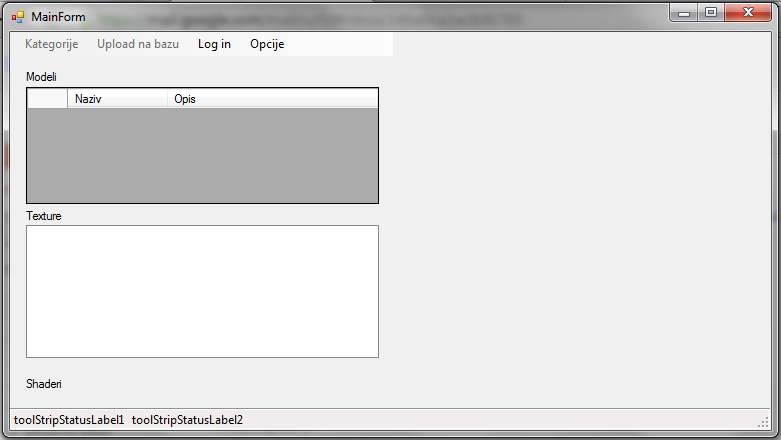 MainForm
Kategorije Upload na bazu Log in Opcije
Modeli
Naziv Opis
Texture
Shaderi
toolStripStatusLabel1 toolStripStatusLabel2